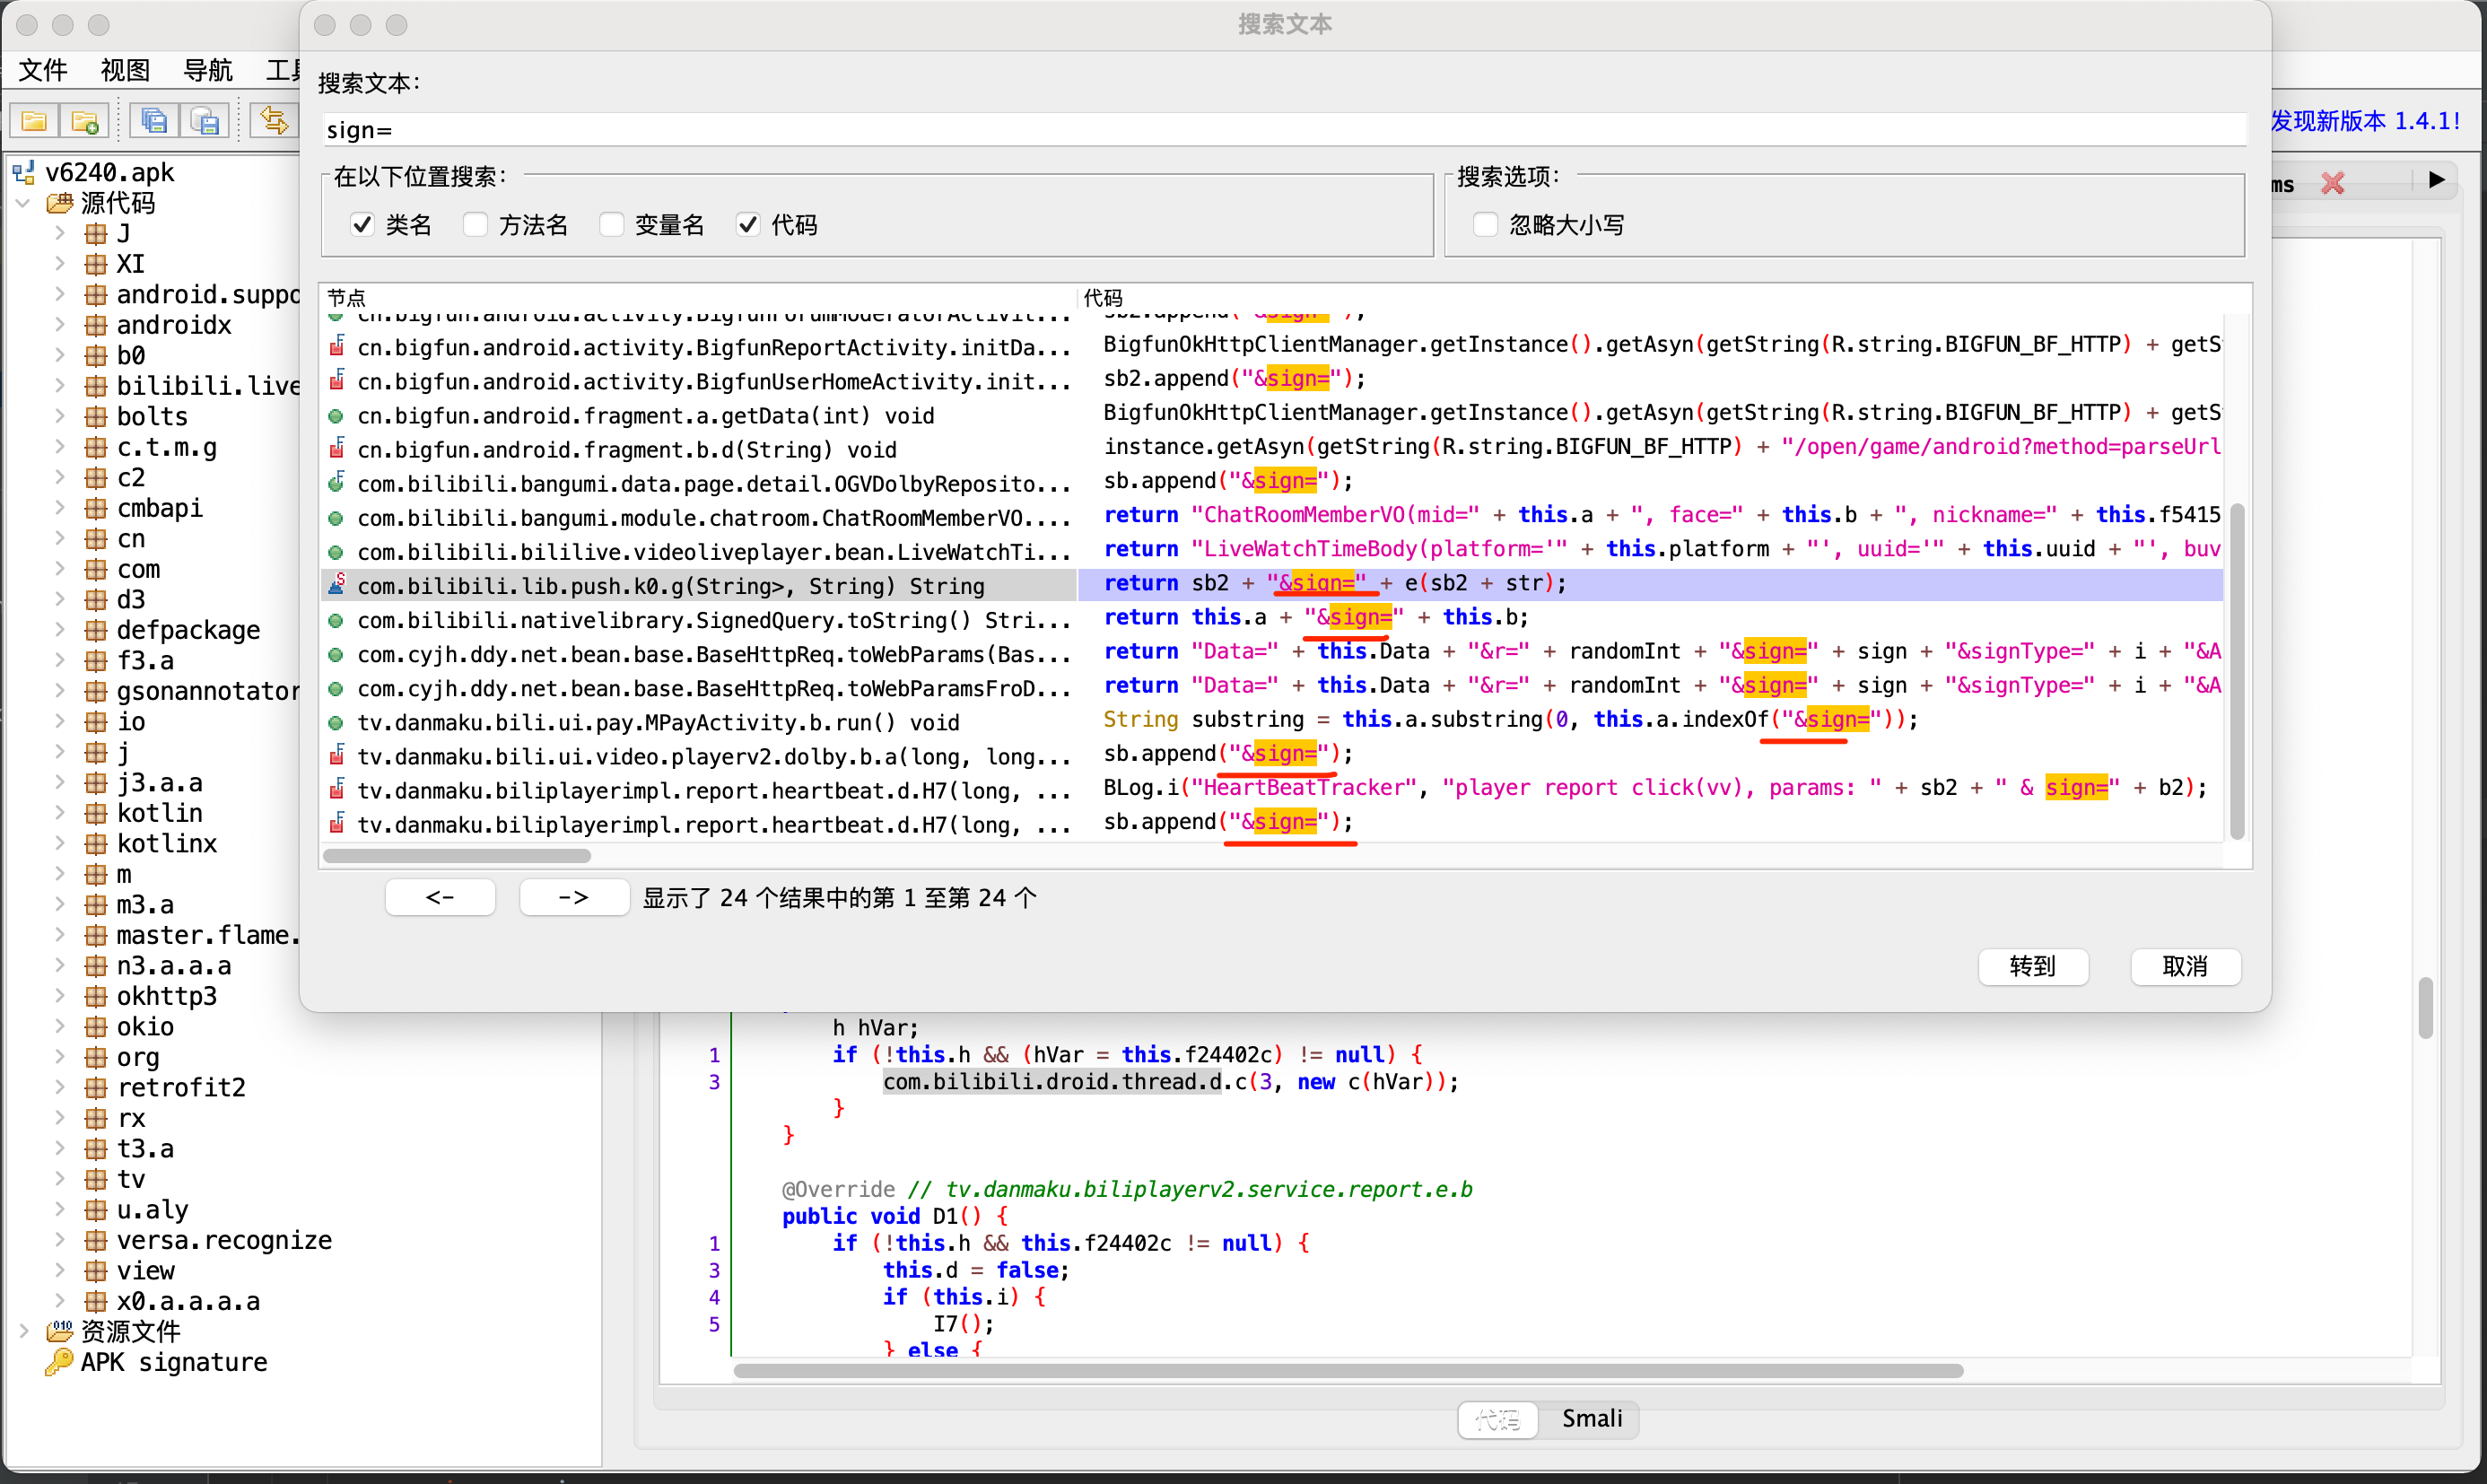 搜索文本
文件 视图 导航 工具
搜索文本:
sign=
发现新版本 1.4.1!
在以下位置搜索:
类名 方法名 变量名 代码
搜索选项:
忽略大小写
ms
节点 代码
cn.bigfun.android.activity.BigfunForumModeratorActivit... sb2.append("&sign=");
cn.bigfun.android.activity.BigfunReportActivity.initDa... BigfunOkHttpClientManager.getInstance().getAsyn(getString(R.string.BIGFUN_BF_HTTP) + getS
cn.bigfun.android.activity.BigfunUserHomeActivity.init... sb2.append("&sign=");
cn.bigfun.android.fragment.a.getData(int) void BigfunOkHttpClientManager.getInstance().getAsyn(getString(R.string.BIGFUN_BF_HTTP) + getS
cn.bigfun.android.fragment.b.d(String) void instance.getAsyn(getString(R.string.BIGFUN_BF_HTTP) + "/open/game/android?method=parseUrl
com.bilibili.bangumi.data.page.detail.OGVDolbyReposito... sb.append("&sign=");
com.bilibili.bangumi.module.chatroom.ChatRoomMemberVO.... return "ChatRoomMemberVO(mid=" + this.a + ", face=" + this.b + ", nickname=" + this.f5415
com.bilibili.bililive.videoliveplayer.bean.LiveWatchTi... return "LiveWatchTimeBody(platform='" + this.platform + "', uuid='" + this.uuid + "', buv
com.bilibili.lib.push.k0.g(String>, String) String return sb2 + "&sign=" + e(sb2 + str);
com.bilibili.nativelibrary.SignedQuery.toString() Stri... return this.a + "&sign=" + this.b;
com.cyjh.ddy.net.bean.base.BaseHttpReq.toWebParams(Bas... return "Data=" + this.Data + "&r=" + randomInt + "&sign=" + sign + "&signType=" + i + "&A
com.cyjh.ddy.net.bean.base.BaseHttpReq.toWebParamsFroD... return "Data=" + this.Data + "&r=" + randomInt + "&sign=" + sign + "&signType=" + i + "&A
tv.danmaku.bili.ui.pay.MPayActivity.b.run() void String substring = this.a.substring(0, this.a.indexOf("&sign="));
tv.danmaku.bili.ui.video.playerv2.dolby.b.a(long, long... sb.append("&sign=");
tv.danmaku.biliplayerimpl.report.heartbeat.d.H7(long, ... BLog.i("HeartBeatTracker", "player report click(vv), params: " + sb2 + " & sign=" + b2);
tv.danmaku.biliplayerimpl.report.heartbeat.d.H7(long, ... sb.append("&sign=");
<- -> 显示了 24 个结果中的第 1 至第 24 个
转到 取消
v6240.apk
源代码
J
XI
android.suppo
androidx
b0
bilibili.live
bolts
c.t.m.g
c2
cmbapi
cn
com
d3
defpackage
f3.a
gsonannotator
io
j
j3.a.a
kotlin
kotlinx
m
m3.a
master.flame.
n3.a.a.a
okhttp3
okio
org
retrofit2
rx
t3.a
tv
u.aly
versa.recognize
view
x0.a.a.a.a
资源文件
APK signature
h hVar;
1 if (!this.h && (hVar = this.f24402c) != null) {
3 com.bilibili.droid.thread.d.c(3, new c(hVar));
}
}
@Override // tv.danmaku.biliplayerv2.service.report.e.b
public void D1() {
1 if (!this.h && this.f24402c != null) {
3 this.d = false;
4 if (this.i) {
5 I7();
} else {
代码 Smali